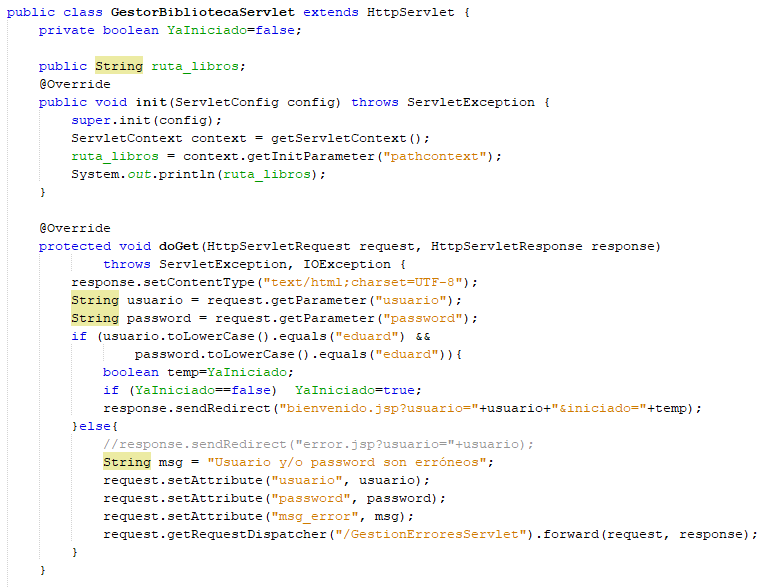 public class GestorBibliotecaServlet extends HttpServlet {
    private boolean YaIniciado=false;

    public String ruta_libros;
    @Override
    public void init(ServletConfig config) throws ServletException {
        super.init(config);
        ServletContext context = getServletContext();
        ruta_libros = context.getInitParameter("pathcontext");
        System.out.println(ruta_libros);
    }

    @Override
    protected void doGet(HttpServletRequest request, HttpServletResponse response)
            throws ServletException, IOException {
        response.setContentType("text/html;charset=UTF-8");
        String usuario = request.getParameter("usuario");
        String password = request.getParameter("password");
        if (usuario.toLowerCase().equals("eduard") &&
                password.toLowerCase().equals("eduard")){
            boolean temp=YaIniciado;
            if (YaIniciado==false)  YaIniciado=true;
            response.sendRedirect("bienvenido.jsp?usuario="+usuario+"&iniciado="+temp);
        }else{
            //response.sendRedirect("error.jsp?usuario="+usuario);
            String msg = "Usuario y/o password son erróneos";
            request.setAttribute("usuario", usuario);
            request.setAttribute("password", password);
            request.setAttribute("msg_error", msg);
            request.getRequestDispatcher("/GestionErroresServlet").forward(request, response);
        }
    }